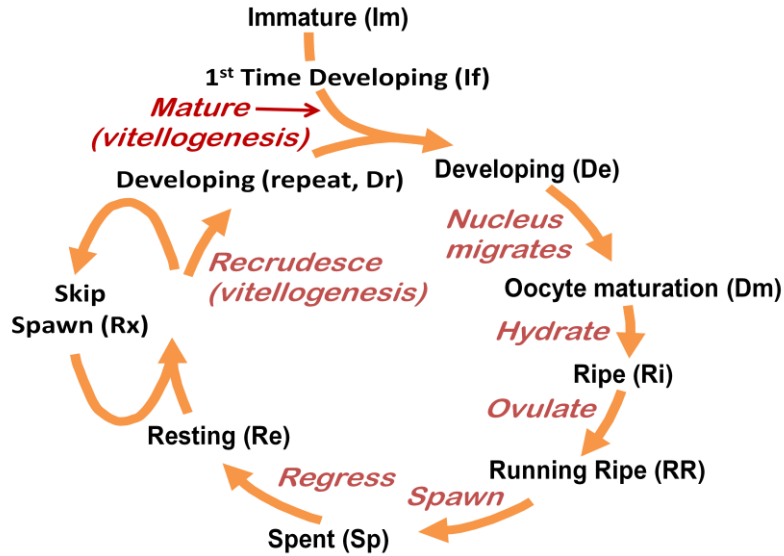 Immature (Im)
1st Time Developing (If)
Mature
(vitellogenesis)
Developing (repeat, Dr)
Developing (De)
Nucleus
migrates
Recrudesce
(vitellogenesis)
Skip
Spawn (Rx)
Oocyte maturation (Dm)
Hydrate
Ripe (Ri)
Ovulate
Resting (Re)
Running Ripe (RR)
Regress
Spawn
Spent (Sp)